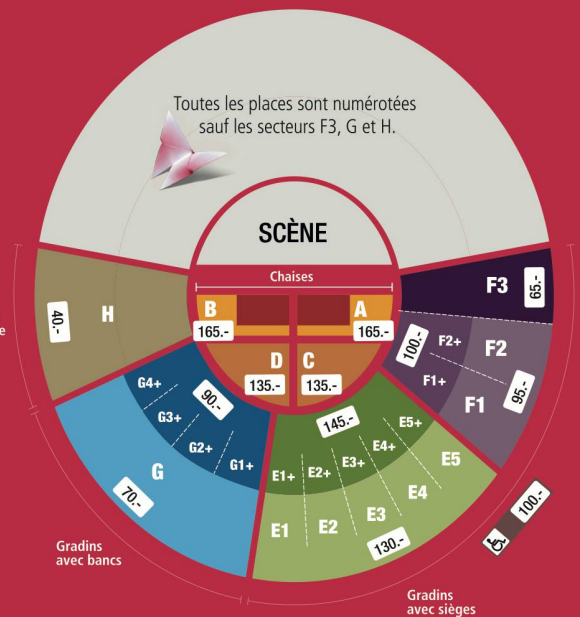 Toutes les places sont numérotées
sauf les secteurs F3, G et H.
SCÈNE
Chaises
B
165.-
A
165.-
D
135.-
C
135.-
H
40.-
F3
65.-
F2+
F1+
100.-
F2
F1
95.-
G4+
G3+
G2+
G1+
90.-
G
70.-
145.-
E1+
E2+
E3+
E4+
E5+
E1
E2
E3
E4
E5
130.-
100.-
Gradins
avec bancs
Gradins
avec sièges
e